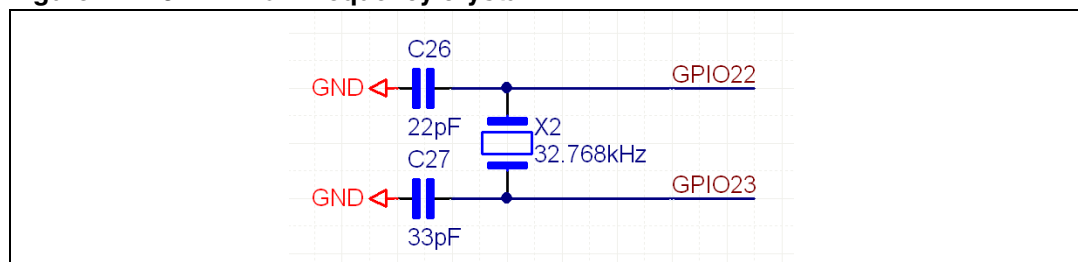 C26
GND
GPIO22
22pF
X2
32.768kHz
C27
GND
GPIO23
33pF